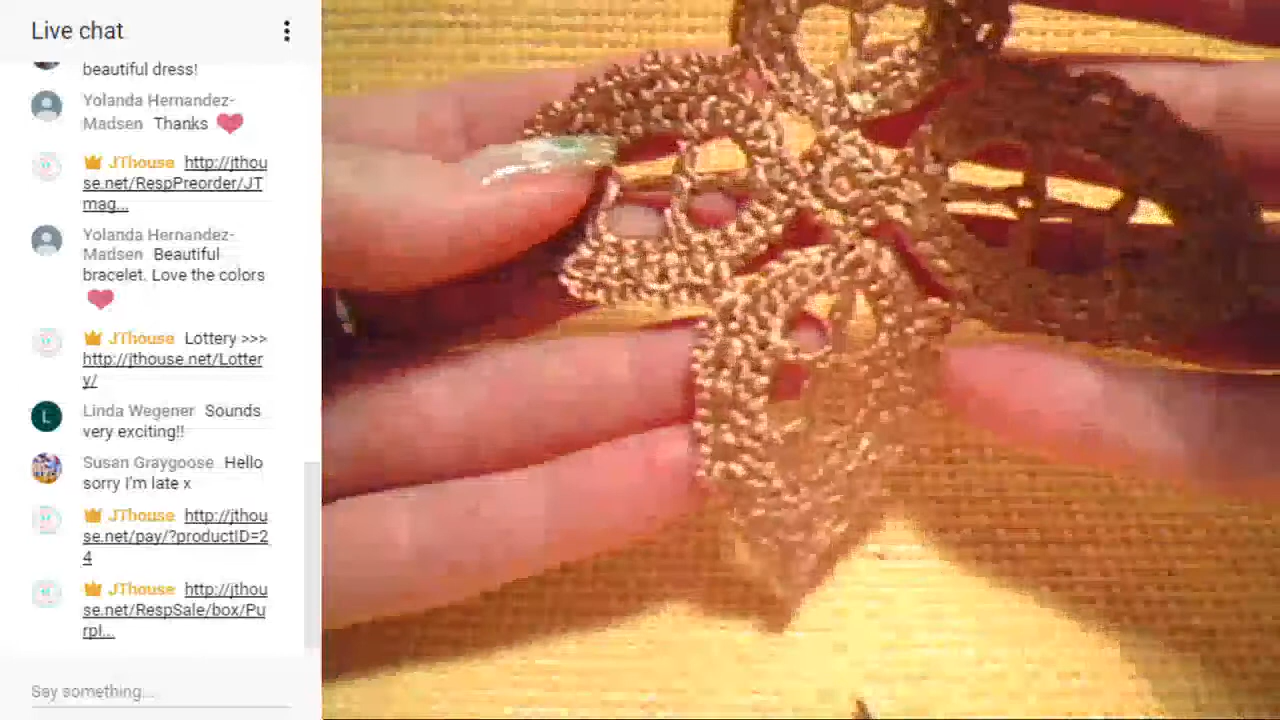 Live chat
beautiful dress!
Yolanda Hernandez-
Madsen Thanks
JThouse http://jthou
se.net/RespPreorder/JT
mag...
Yolanda Hernandez-
Madsen Beautiful
bracelet. Love the colors
JThouse Lottery >>>
http://jthouse.net/Lotter
y/
L Linda Wegener Sounds
very exciting!!
Susan Graygoose Hello
sorry I'm late x
JThouse http://jthou
se.net/pay/?productID=2
4
JThouse http://jthou
se.net/RespSale/box/Pu
rpl...
Say something...